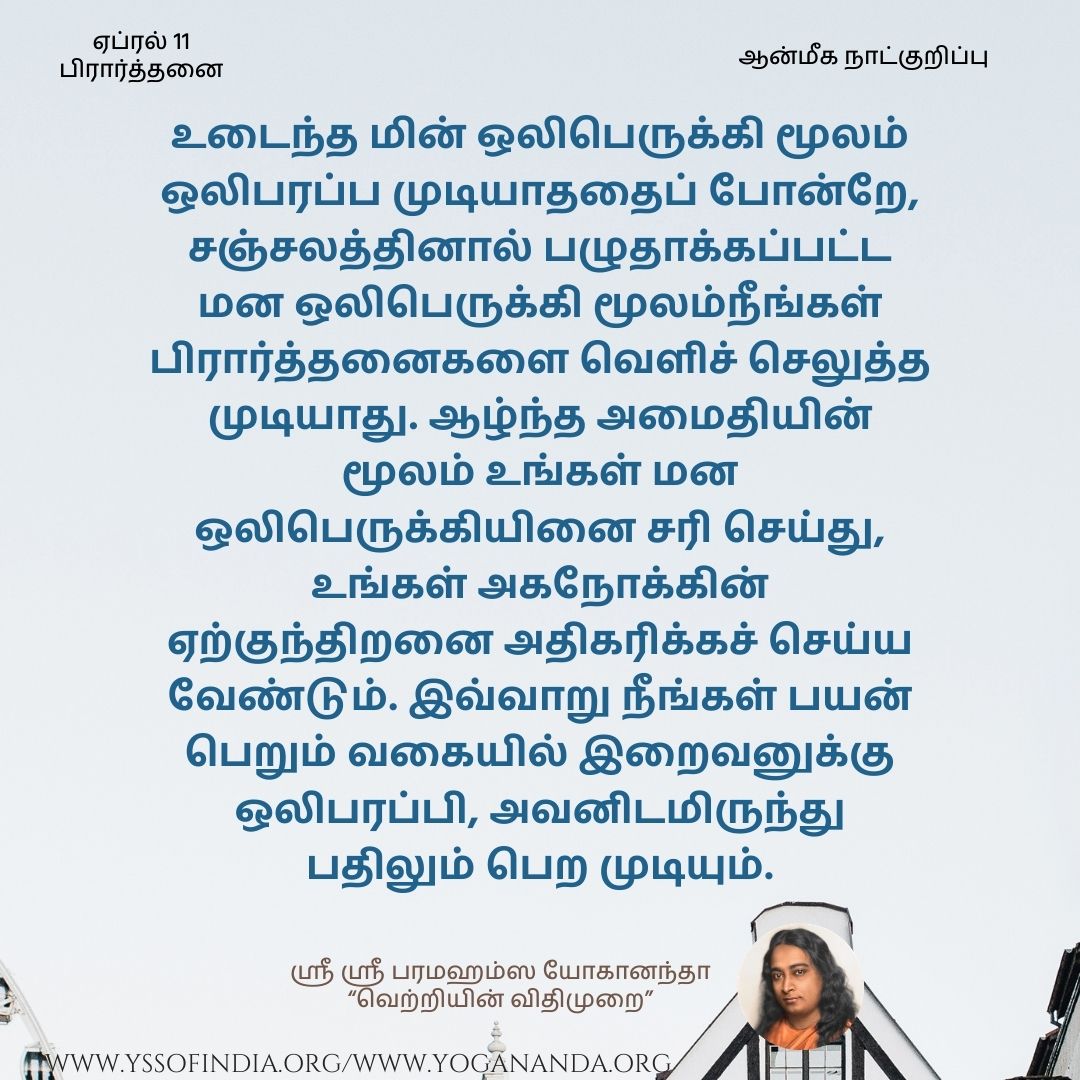 ஏப்ரல் 11
பிரார்த்தனை
ஆன்மீக நாட்குறிப்பு
உடைந்த மின் ஒலிபெருக்கி மூலம்
ஒலிபரப்ப முடியாததைப் போன்றே,
சஞ்சலத்தினால் பழுதாக்கப்பட்ட
மன ஒலிபெருக்கி மூலம்நீங்கள்
பிரார்த்தனைகளை வெளிச் செலுத்த
முடியாது. ஆழ்ந்த அமைதியின்
மூலம் உங்கள் மன
ஒலிபெருக்கியினை சரி செய்து,
உங்கள் அகநோக்கின்
ஏற்குந்திறனை அதிகரிக்கச் செய்ய
வேண்டும். இவ்வாறு நீங்கள் பயன்
பெறும் வகையில் இறைவனுக்கு
ஒலிபரப்பி, அவனிடமிருந்து
பதிலும் பெற முடியும்.
ஸ்ரீ ஸ்ரீ பரமஹம்ஸ யோகானந்தா
“வெற்றியின் விதிமுறை”
WWW.YSSOFINDIA.ORG/WWW.YOGANANDA.ORG